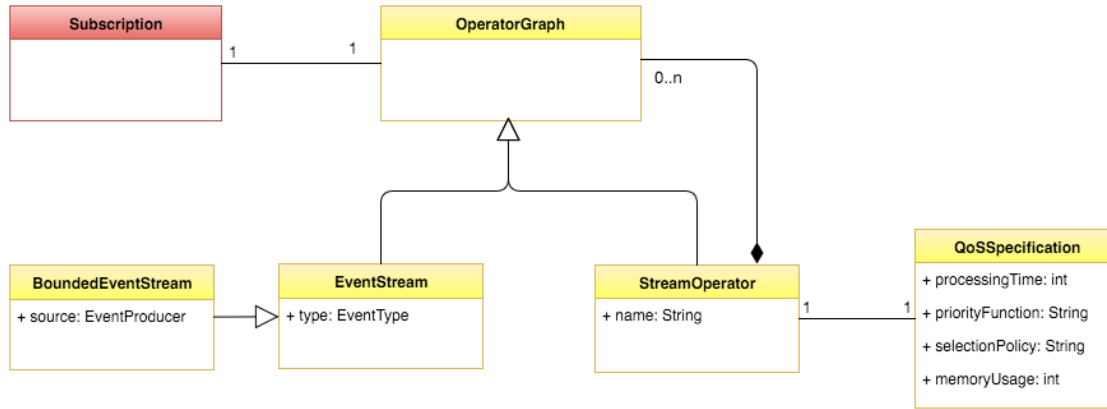 Subscription
OperatorGraph
1
1
0..n
BoundedEventStream
+ source: EventProducer
EventStream
+ type: EventType
StreamOperator
+ name: String
1
1
QoSSpecification
+ processingTime: int
+ priorityFunction: String
+ selectionPolicy: String
+ memoryUsage: int